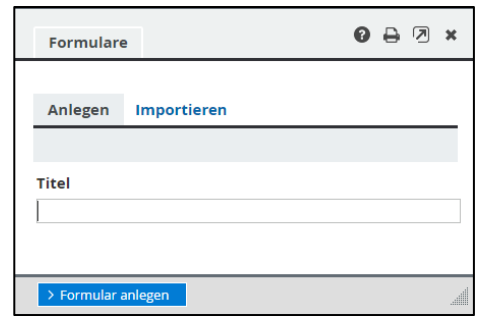 Formulare
Anlegen Importieren
Titel
> Formular anlegen